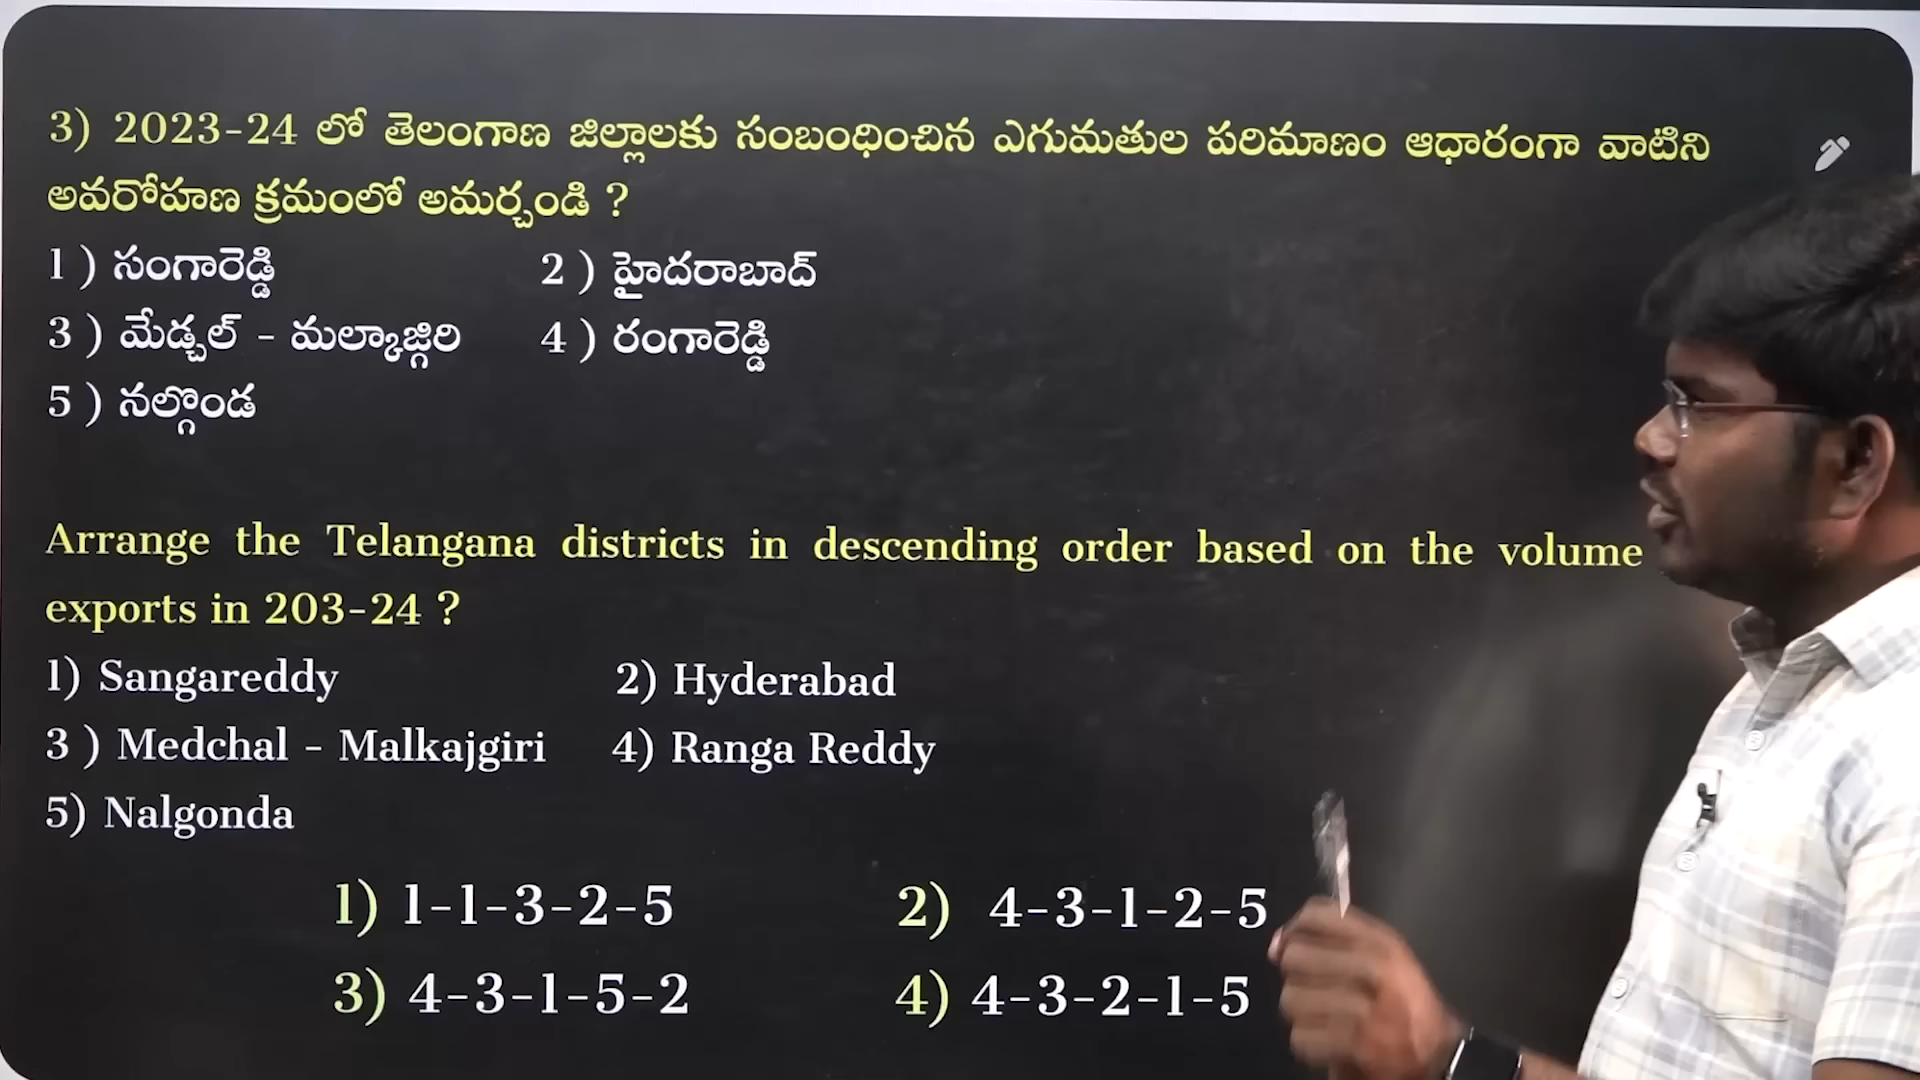 3) 2023-24 లో తెలంగాణ జిల్లాలకు సంబంధించిన ఎగుమతుల పరిమాణం ఆధారంగా వాటిని
అవరోహణ క్రమంలో అమర్చండి ?
1 ) సంగారెడ్డి 2 ) హైదరాబాద్
3 ) మేడ్చల్ - మల్కాజ్గిరి 4 ) రంగారెడ్డి
5 ) నల్గొండ
Arrange the Telangana districts in descending order based on the volume
exports in 203-24 ?
1) Sangareddy 2) Hyderabad
3 ) Medchal - Malkajgiri 4) Ranga Reddy
5) Nalgonda
1) 1-1-3-2-5 2) 4-3-1-2-5
3) 4-3-1-5-2 4) 4-3-2-1-5